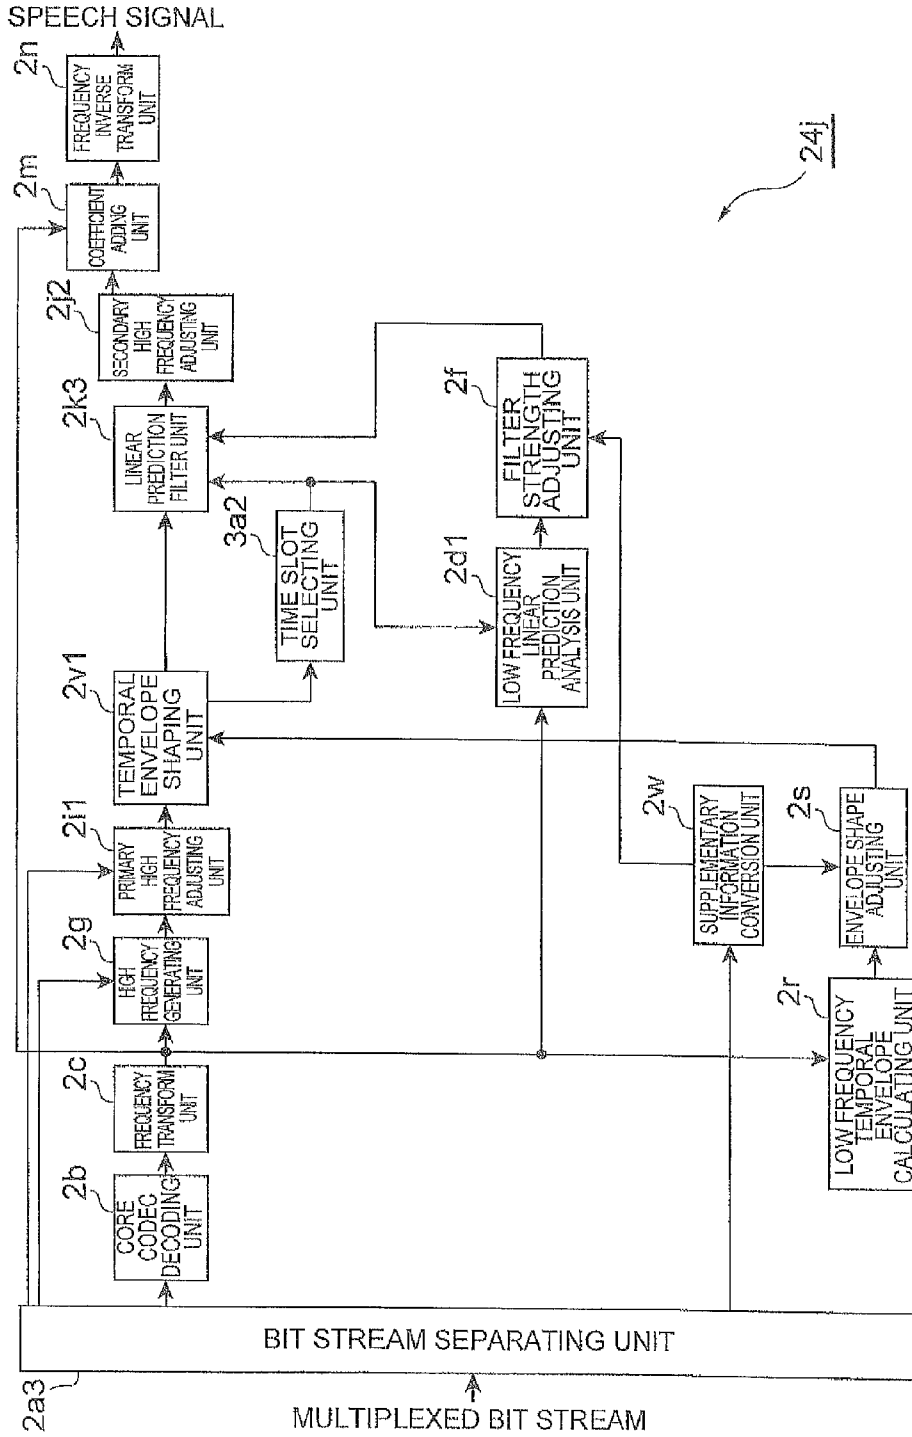 SPEECH SIGNAL
2n
FREQUENCY
INVERSE
TRANSFORM
UNIT
2m
COEFFICIENT
ADDING
UNIT
24j
2j2
SECONDARY
HIGH
FREQUENCY
ADJUSTING
UNIT
2k3
LINEAR
PREDICTION
FILTER UNIT
2f
FILTER
STRENGTH
ADJUSTING
UNIT
3a2
TIME SLOT
SELECTING
UNIT
2d1
LOW FREQUENCY
LINEAR
PREDICTION
ANALYSIS UNIT
2v1
TEMPORAL
ENVELOPE
SHAPING
UNIT
2i1
PRIMARY
HIGH
FREQUENCY
ADJUSTING
UNIT
2w
SUPPLEMENTARY
INFORMATION
CONVERSION UNIT
2s
ENVELOPE SHAPE
ADJUSTING
UNIT
2g
HIGH
FREQUENCY
GENERATING
UNIT
2r
LOW FREQUENCY
TEMPORAL
ENVELOPE
CALCULATING UNIT
2c
FREQUENCY
TRANSFORM
UNIT
2b
CORE
CODEC
DECODING
UNIT
BIT STREAM SEPARATING UNIT
2a3
MULTIPLEXED BIT STREAM